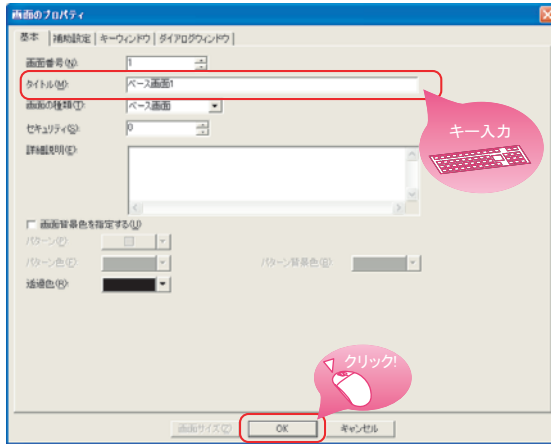 画面のプロパティ
基本 補助設定 キーウィンドウ ダイアログウィンドウ
画面番号(N): 1
タイトル(M): ベース画面1
画面の種類(T): ベース画面
キー入力
セキュリティ(S): 0
詳細説明(E):
画面背景色を指定する(U)
パターン(P)
パターン色(F): パターン背景色(B):
透過色(R):
クリック!
画面サイズ(Z) OK キャンセル